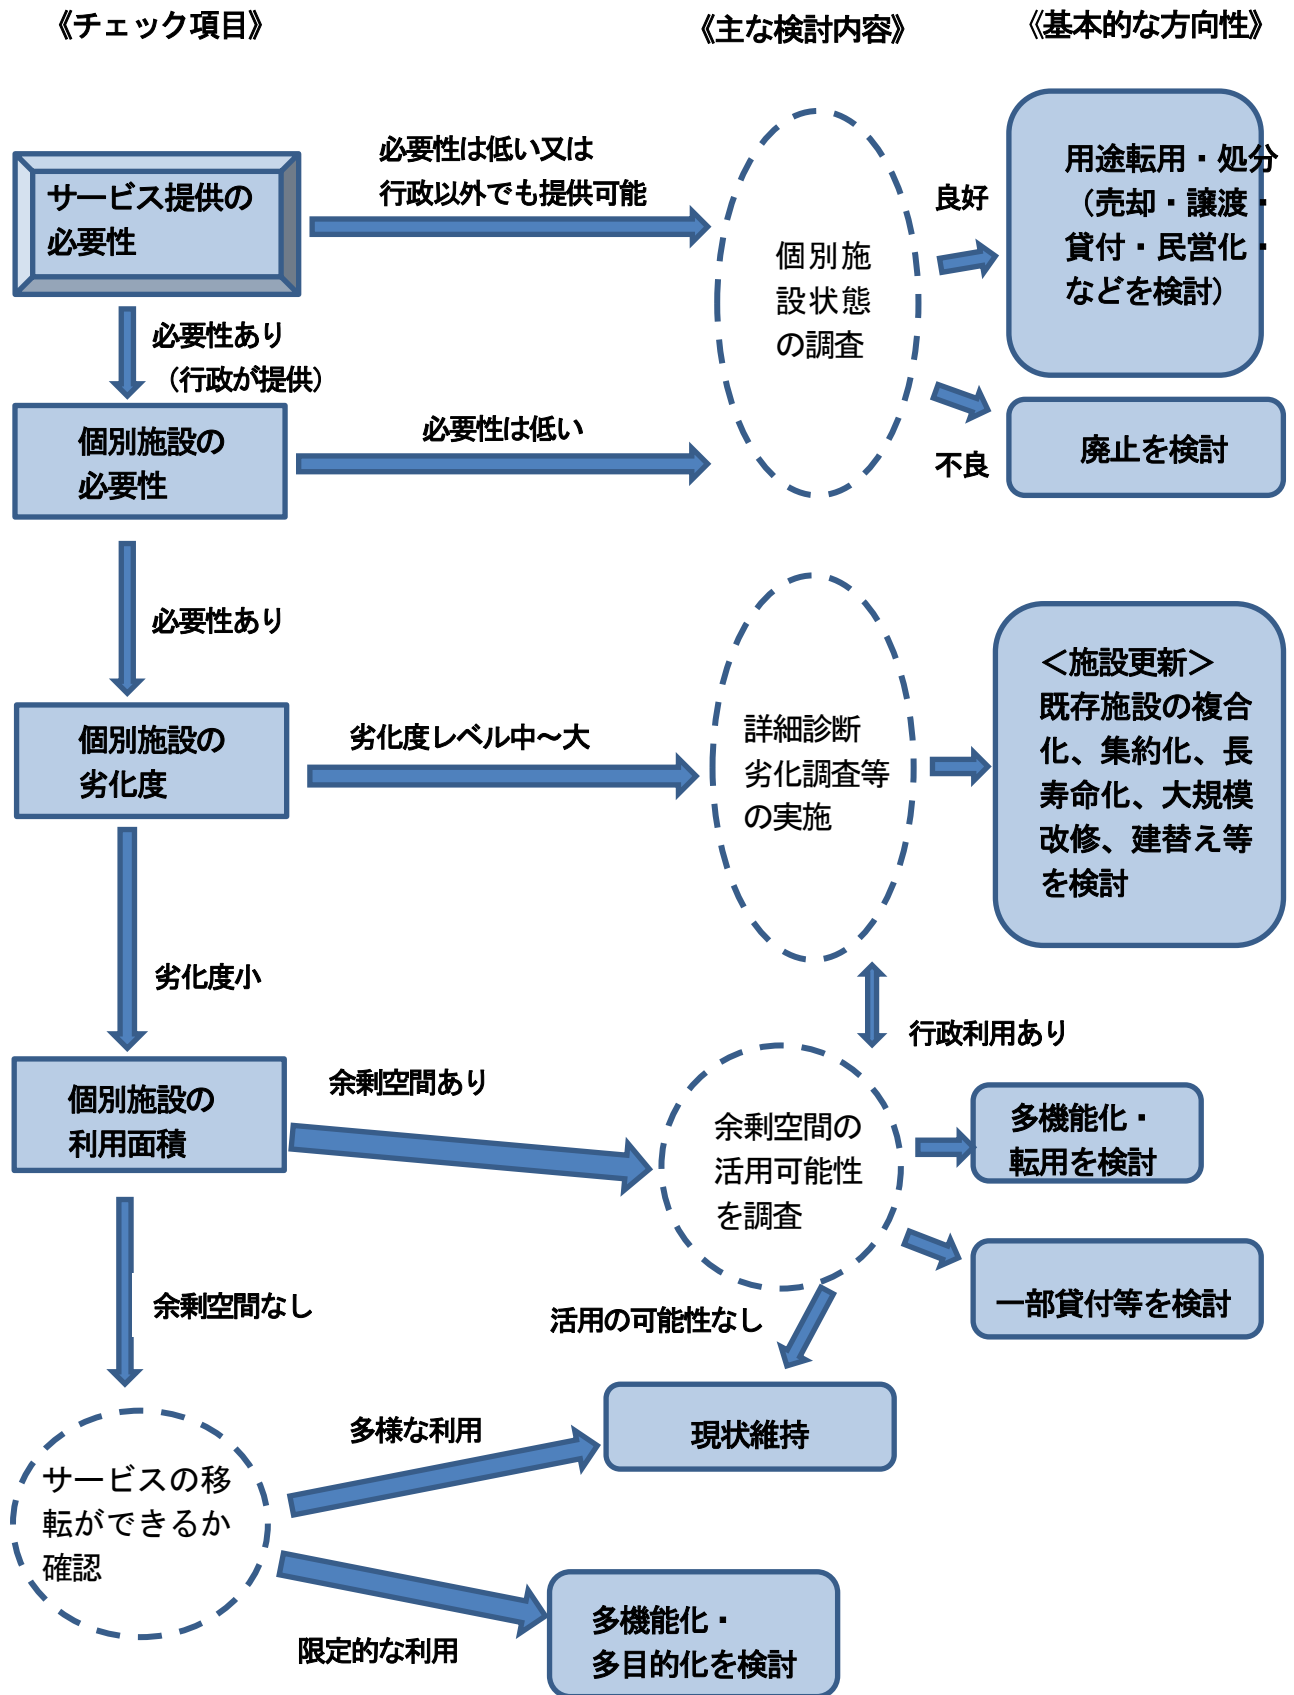 《チェック項目》
《主な検討内容》
《基本的な方向性》
サービス提供の
必要性
必要性は低い又は
行政以外でも提供可能
個別施
設状態
の調査
良好
用途転用・処分
（売却・譲渡・
貸付・民営化・
などを検討）
必要性あり
（行政が提供）
個別施設の
必要性
必要性は低い
不良
廃止を検討
必要性あり
個別施設の
劣化度
劣化度レベル中～大
詳細診断
劣化調査等
の実施
＜施設更新＞
既存施設の複合
化、集約化、長
寿命化、大規模
改修、建替え等
を検討
劣化度小
行政利用あり
個別施設の
利用面積
余剰空間あり
余剰空間の
活用可能性
を調査
多機能化・
転用を検討
一部貸付等を検討
余剰空間なし
活用の可能性なし
サービスの移
転ができるか
確認
多様な利用
現状維持
限定的な利用
多機能化・
多目的化を検討